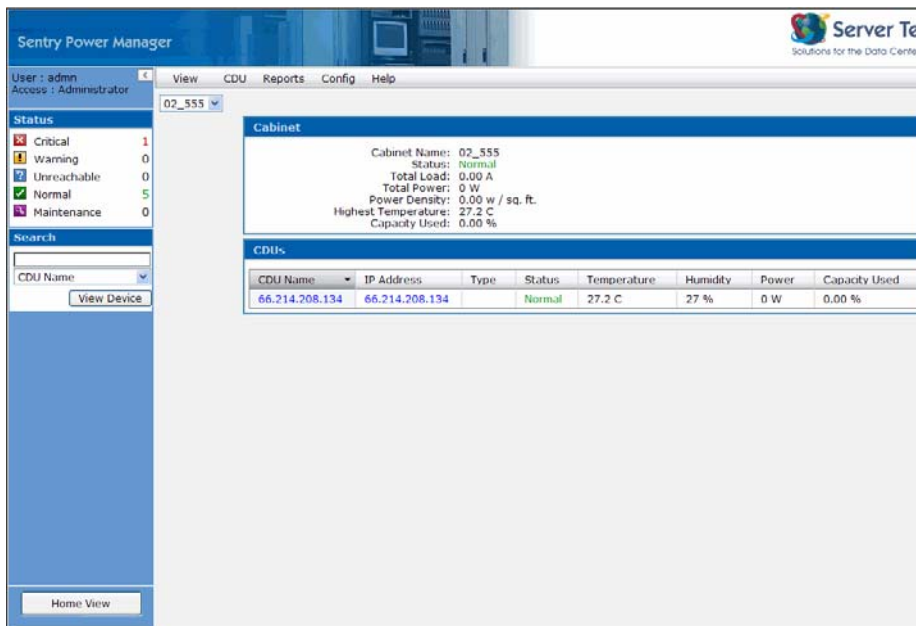 Sentry Power Manager
Server Te
Solutions for the Data Cente
User : admn
Access : Administrator
View CDU Reports Config Help
02_555
Status
Critical 1
Warning 0
Unreachable 0
Normal 5
Maintenance 0
Search
CDU Name
View Device
Cabinet
Cabinet Name: 02_555
Status: Normal
Total Load: 0.00 A
Total Power: 0 W
Power Density: 0.00 w / sq. ft.
Highest Temperature: 27.2 C
Capacity Used: 0.00 %
CDUs
CDU Name IP Address Type Status Temperature Humidity Power Capacity Used
66.214.208.134 66.214.208.134 Normal 27.2 C 27 % 0 W 0.00 %
Home View